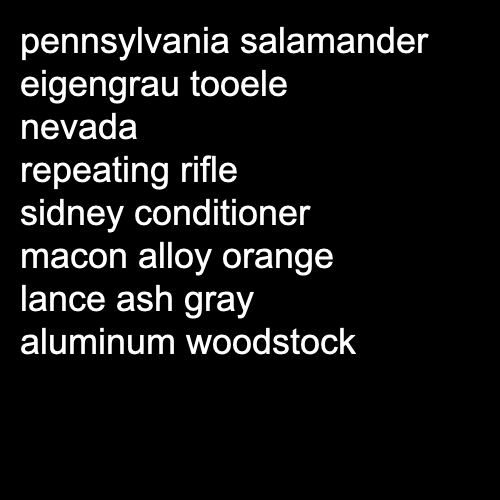 pennsylvania salamander
eigengrau tooele
nevada
repeating rifle
sidney conditioner
macon alloy orange
lance ash gray
aluminum woodstock